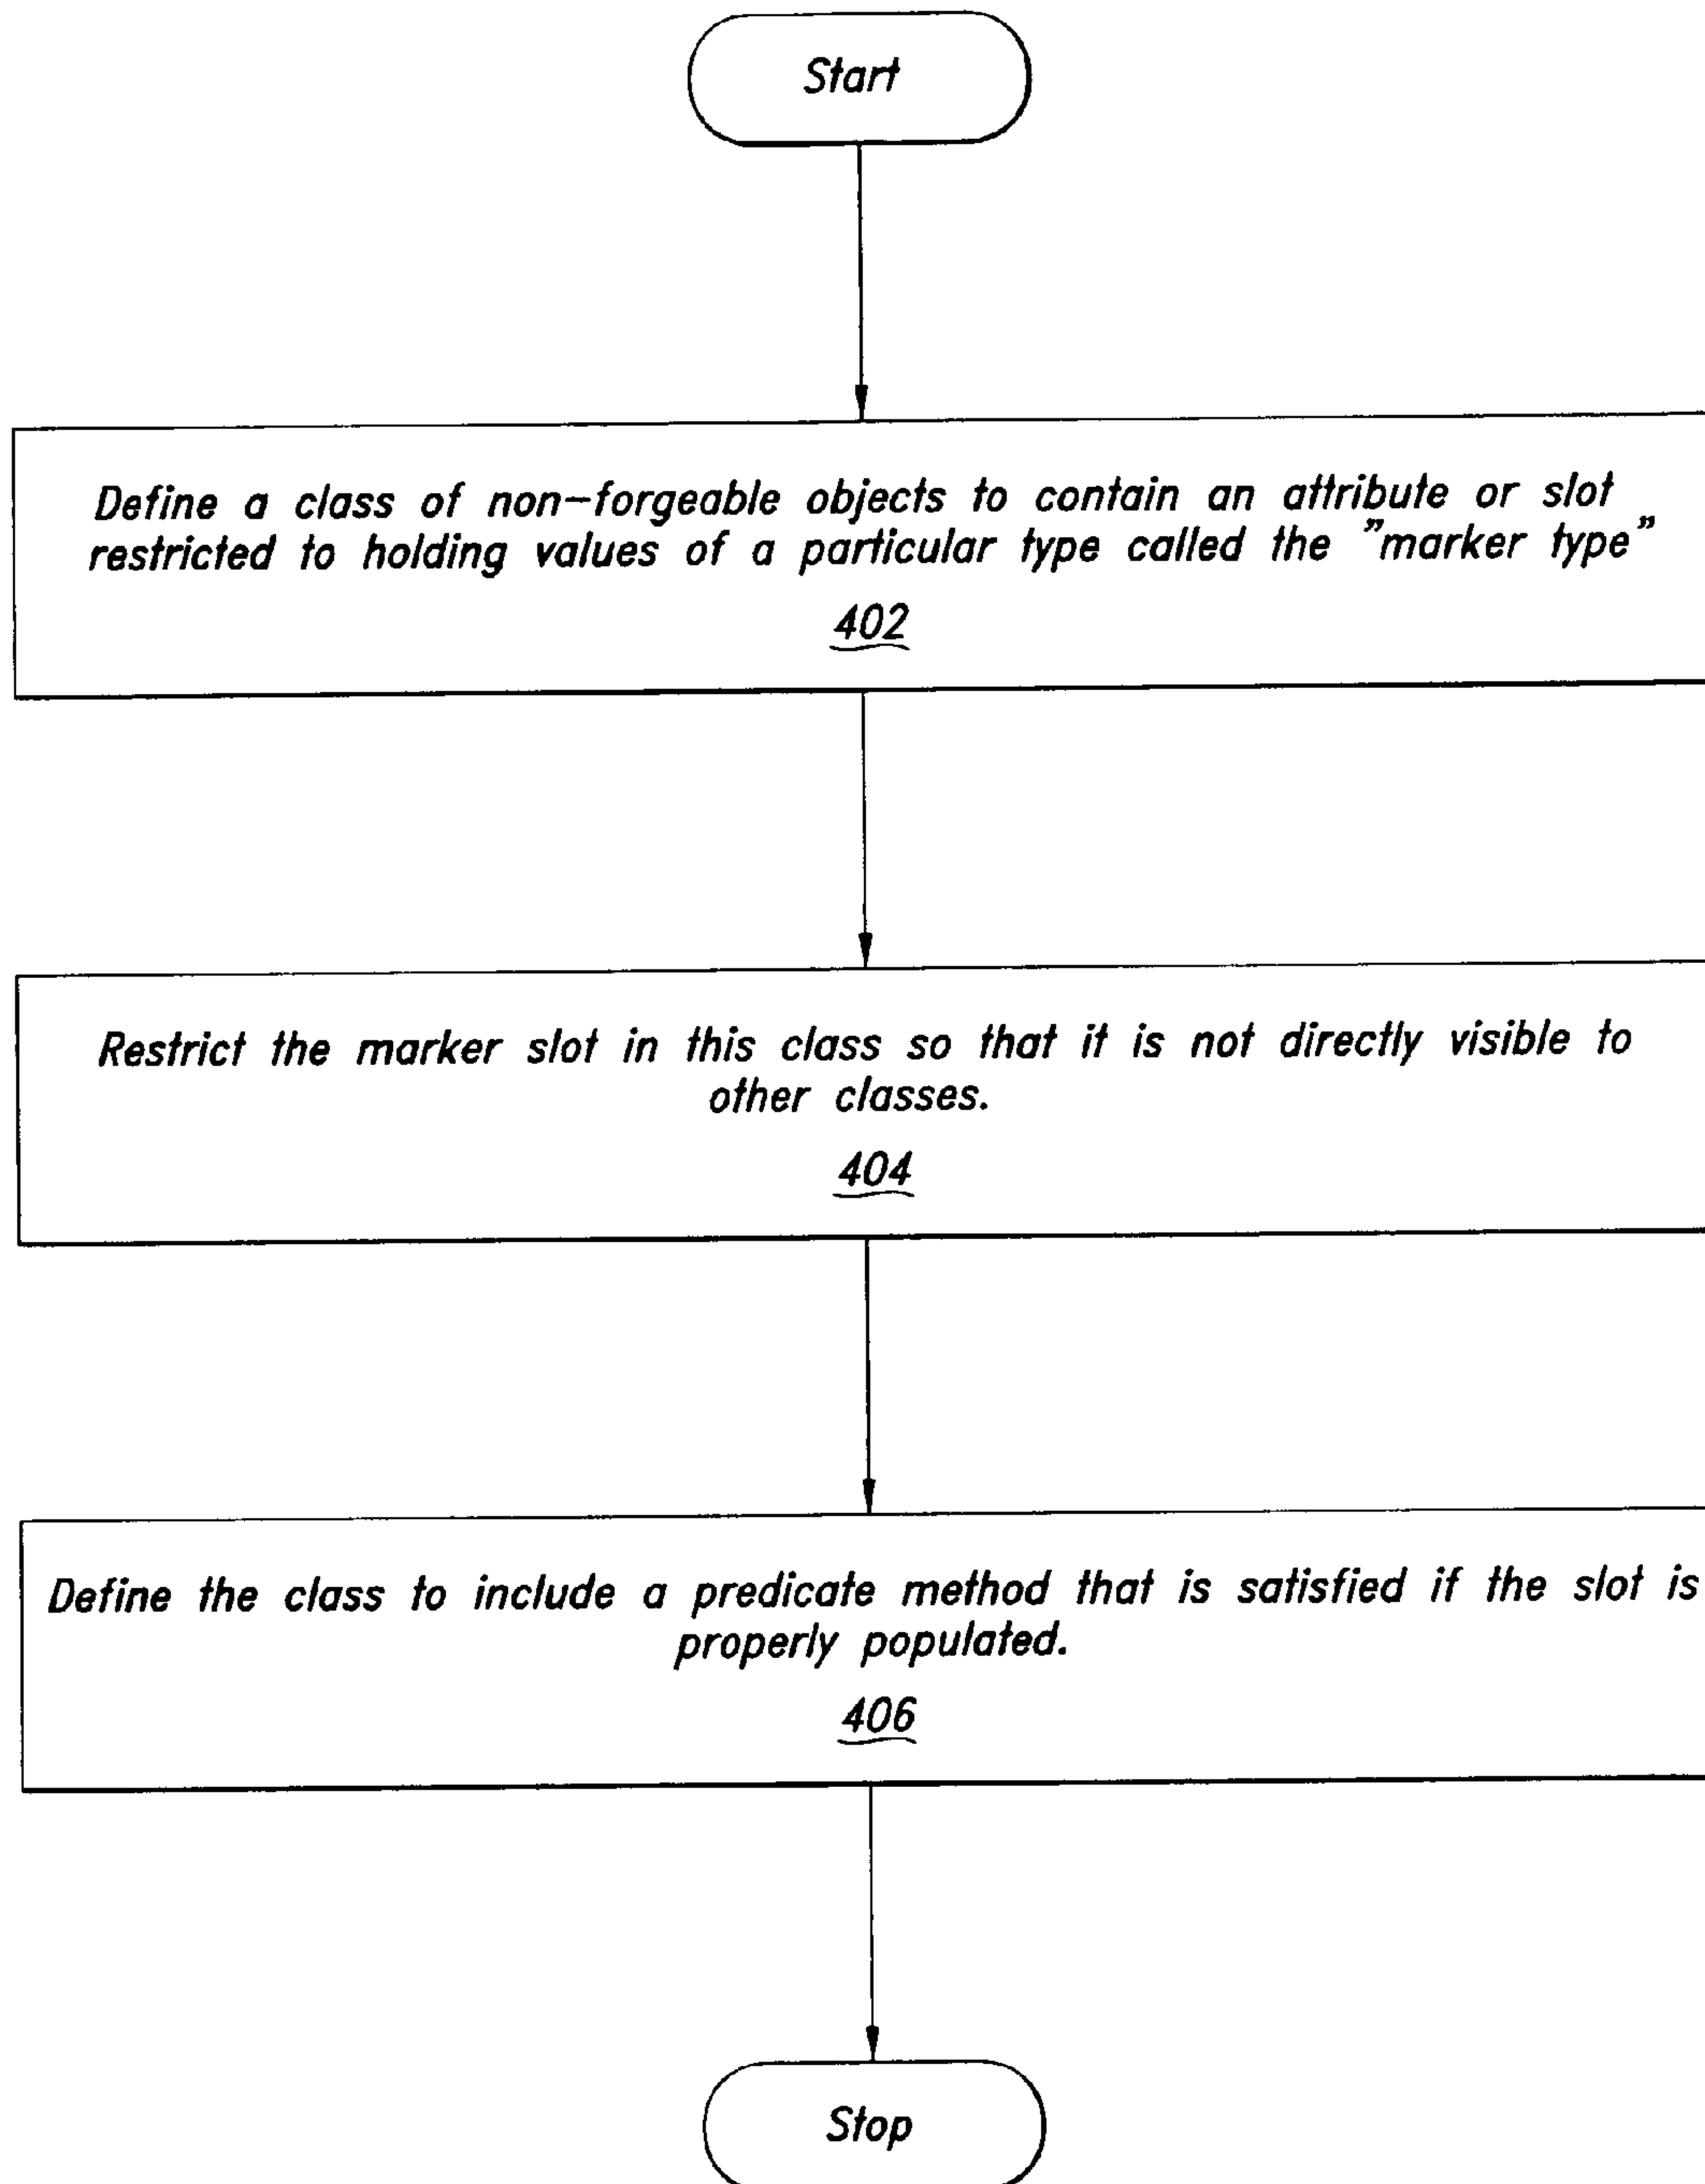 Start
Define a class of non-forgeable objects to contain an attribute or slot
restricted to holding values of a particular type called the "marker type"
402
Restrict the marker slot in this class so that it is not directly visible to
other classes.
404
Define the class to include a predicate method that is satisfied if the slot is
properly populated.
406
Stop